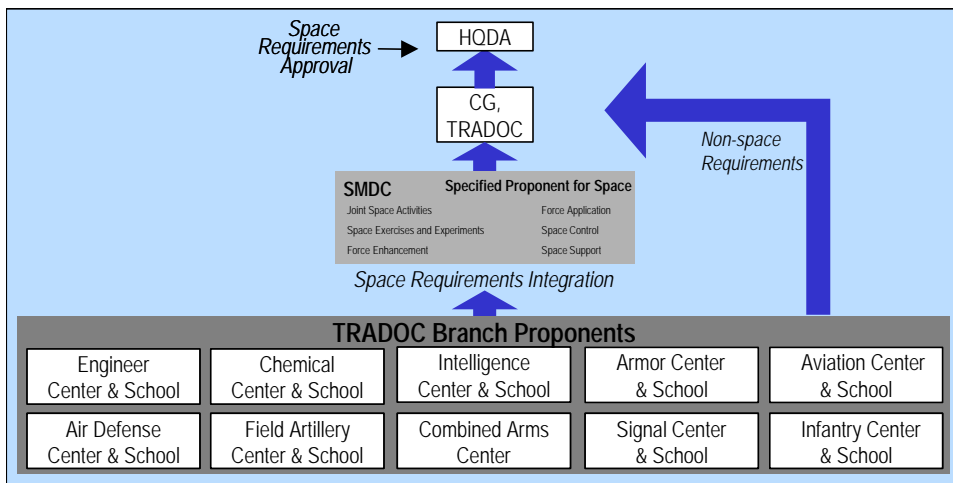 Space
Requirements
Approval
HQDA
CG,
TRADOC
Non-space
Requirements
SMDC
Specified Proponent for Space
Joint Space Activities
Force Application
Space Exercises and Experiments
Space Control
Force Enhancement
Space Support
Space Requirements Integration
TRADOC Branch Proponents
Engineer
Center & School
Chemical
Center & School
Intelligence
Center & School
Armor Center
& School
Aviation Center
& School
Air Defense
Center & School
Field Artillery
Center & School
Combined Arms
Center
Signal Center
& School
Infantry Center
& School